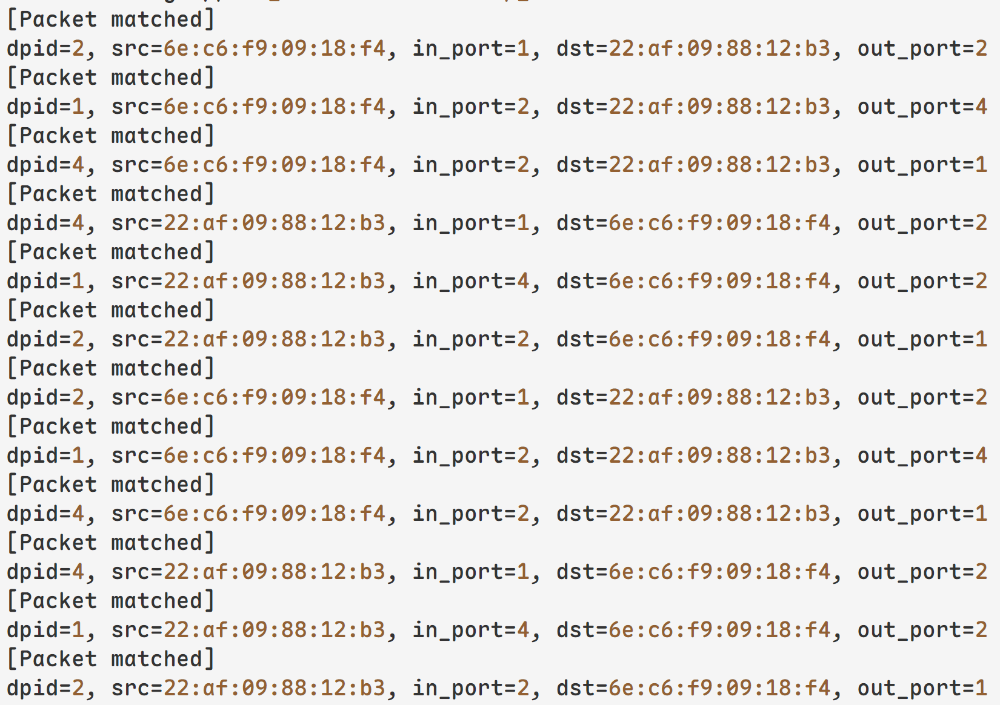 [Packet matched]
dpid=2, src=6e:c6:f9:09:18:f4, in_port=1, dst=22:af:09:88:12:b3, out_port=2
[Packet matched]
dpid=1, src=6e:c6:f9:09:18:f4, in_port=2, dst=22:af:09:88:12:b3, out_port=4
[Packet matched]
dpid=4, src=6e:c6:f9:09:18:f4, in_port=2, dst=22:af:09:88:12:b3, out_port=1
[Packet matched]
dpid=4, src=22:af:09:88:12:b3, in_port=1, dst=6e:c6:f9:09:18:f4, out_port=2
[Packet matched]
dpid=1, src=22:af:09:88:12:b3, in_port=4, dst=6e:c6:f9:09:18:f4, out_port=2
[Packet matched]
dpid=2, src=22:af:09:88:12:b3, in_port=2, dst=6e:c6:f9:09:18:f4, out_port=1
[Packet matched]
dpid=2, src=6e:c6:f9:09:18:f4, in_port=1, dst=22:af:09:88:12:b3, out_port=2
[Packet matched]
dpid=1, src=6e:c6:f9:09:18:f4, in_port=2, dst=22:af:09:88:12:b3, out_port=4
[Packet matched]
dpid=4, src=6e:c6:f9:09:18:f4, in_port=2, dst=22:af:09:88:12:b3, out_port=1
[Packet matched]
dpid=4, src=22:af:09:88:12:b3, in_port=1, dst=6e:c6:f9:09:18:f4, out_port=2
[Packet matched]
dpid=1, src=22:af:09:88:12:b3, in_port=4, dst=6e:c6:f9:09:18:f4, out_port=2
[Packet matched]
dpid=2, src=22:af:09:88:12:b3, in_port=2, dst=6e:c6:f9:09:18:f4, out_port=1